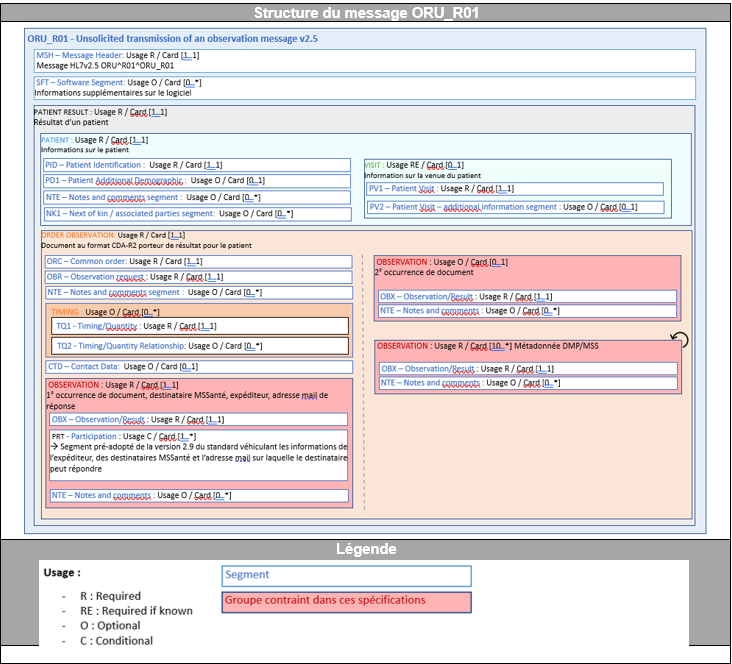 Structure du message ORU_R01
ORU_R01 - Unsolicited transmission of an observation message v2.5
MSH – Message Header: Usage R / Card [1..1]
Message HL7v2.5 ORU^R01^ORU_R01
SFT – Software Segment: Usage O / Card [0..*]
Informations supplémentaires sur le logiciel
PATIENT RESULT : Usage R / Card [1..1]
Résultat d'un patient
PATIENT : Usage R / Card [1..1]
Informations sur le patient
PID – Patient Identification : Usage R / Card [1..1]
PD1 – Patient Additional Demographic : Usage O / Card [0..1]
NTE – Notes and comments segment : Usage O / Card [0..*]
NK1 – Next of kin / associated parties segment: Usage O / Card [0..*]
VISIT : Usage RE / Card [0..1]
Information sur la venue du patient
PV1 – Patient Visit : Usage R / Card [1..1]
PV2 – Patient Visit – additional information segment : Usage O / Card [0..1]
ORDER OBSERVATION: Usage R / Card [1..1]
Document au format CDA-R2 porteur de résultat pour le patient
ORC – Common order: Usage R / Card [1..1]
OBR – Observation request : Usage R / Card [1..1]
NTE – Notes and comments segment : Usage O / Card [0..*]
TIMING : Usage O / Card [0..*]
TQ1 - Timing/Quantity : Usage R / Card [1..1]
TQ2 - Timing/Quantity Relationship: Usage O / Card [0..*]
CTD – Contact Data: Usage O / Card [0..1]
OBSERVATION : Usage R / Card [1..1]
1° occurrence de document, destinataire MSSanté, expéditeur, adresse mail de
réponse
OBX – Observation/Result : Usage R / Card [1..1]
PRT - Participation : Usage C / Card [1..*]
→ Segment pré-adopté de la version 2.9 du standard véhiculant les informations de
l'expéditeur, des destinataires MSSanté et l'adresse mail sur laquelle le destinataire
peut répondre
NTE – Notes and comments : Usage O / Card [0..*]
OBSERVATION : Usage O / Card [0..1]
2° occurrence de document
OBX – Observation/Result : Usage R / Card [1..1]
NTE – Notes and comments : Usage O / Card [0..*]
OBSERVATION : Usage R / Card [10..*] Métadonnée DMP/MSS
OBX – Observation/Result : Usage R / Card [1..1]
NTE – Notes and comments : Usage O / Card [0..*]
Légende
Usage :
- R : Required
- RE : Required if known
- O : Optional
- C : Conditional
Segment
Groupe contraint dans ces spécifications